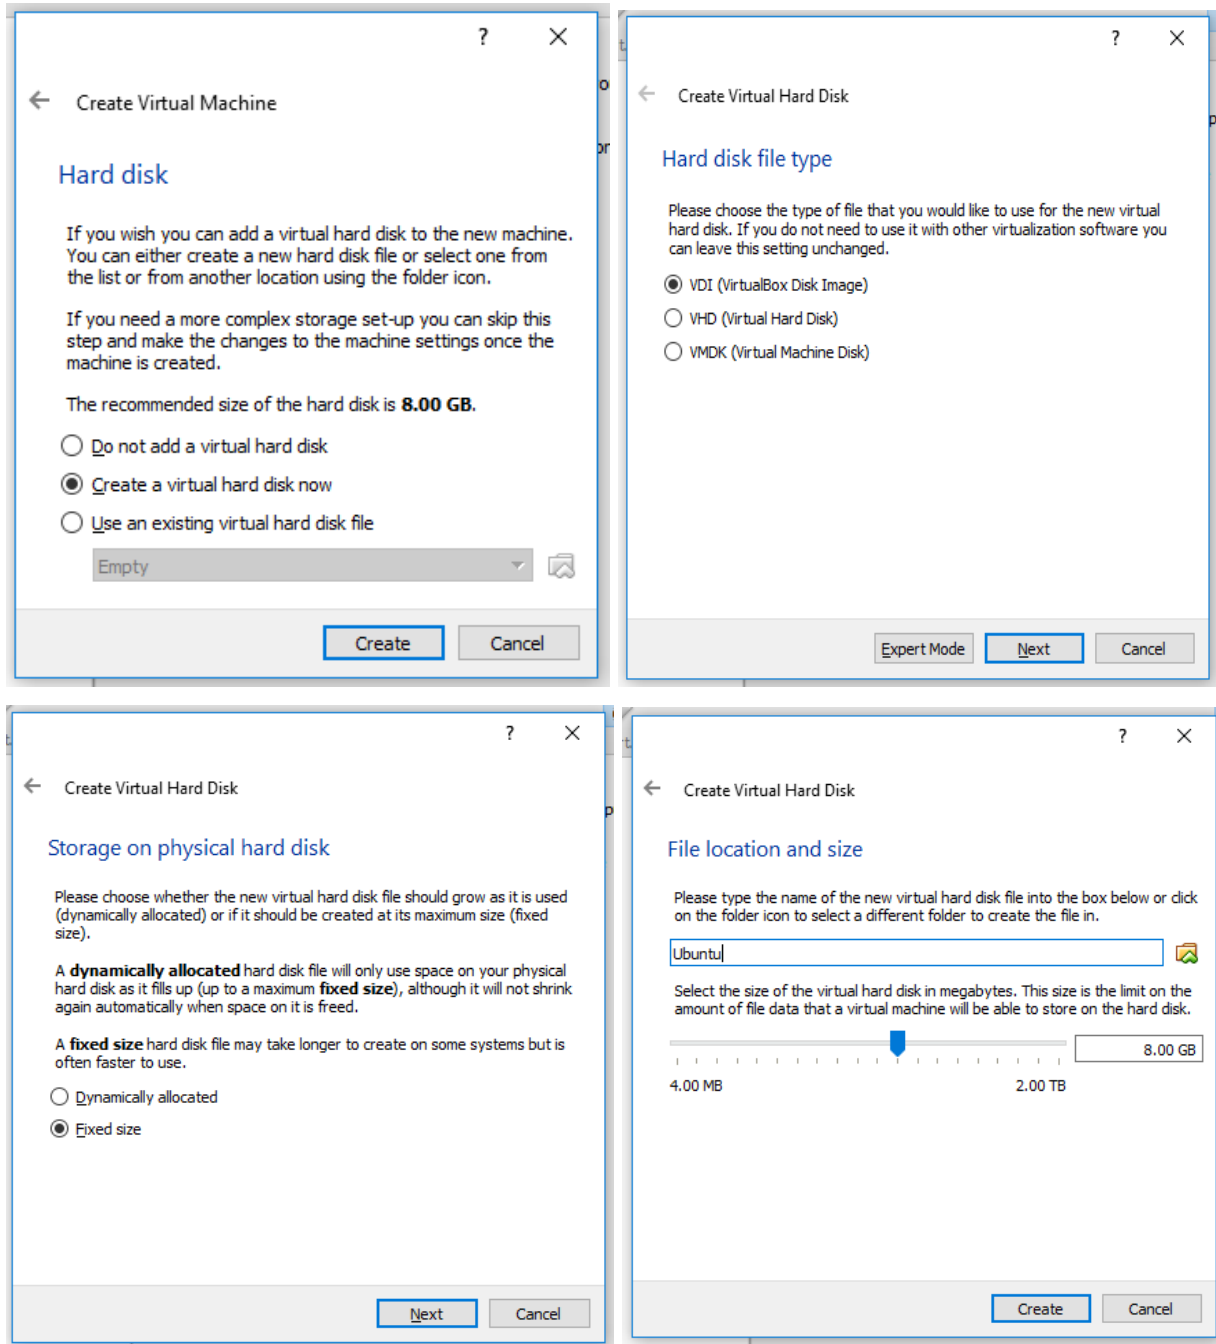 ?
Create Virtual Machine
Hard disk
If you wish you can add a virtual hard disk to the new machine.
You can either create a new hard disk file or select one from
the list or from another location using the folder icon.
If you need a more complex storage set-up you can skip this
step and make the changes to the machine settings once the
machine is created.
The recommended size of the hard disk is 8.00 GB.
Do not add a virtual hard disk
Create a virtual hard disk now
Use an existing virtual hard disk file
Empty
Create Cancel
?
Create Virtual Hard Disk
Hard disk file type
Please choose the type of file that you would like to use for the new virtual
hard disk. If you do not need to use it with other virtualization software you
can leave this setting unchanged.
VDI (VirtualBox Disk Image)
VHD (Virtual Hard Disk)
VMDK (Virtual Machine Disk)
Expert Mode Next Cancel
?
Create Virtual Hard Disk
Storage on physical hard disk
Please choose whether the new virtual hard disk file should grow as it is used
(dynamically allocated) or if it should be created at its maximum size (fixed
size).
A dynamically allocated hard disk file will only use space on your physical
hard disk as it fills up (up to a maximum fixed size), although it will not shrink
again automatically when space on it is freed.
A fixed size hard disk file may take longer to create on some systems but is
often faster to use.
Dynamically allocated
Fixed size
Next Cancel
?
Create Virtual Hard Disk
File location and size
Please type the name of the new virtual hard disk file into the box below or click
on the folder icon to select a different folder to create the file in.
Ubuntu
Select the size of the virtual hard disk in megabytes. This size is the limit on the
amount of file data that a virtual machine will be able to store on the hard disk.
8.00 GB
4.00 MB 2.00 TB
Create Cancel